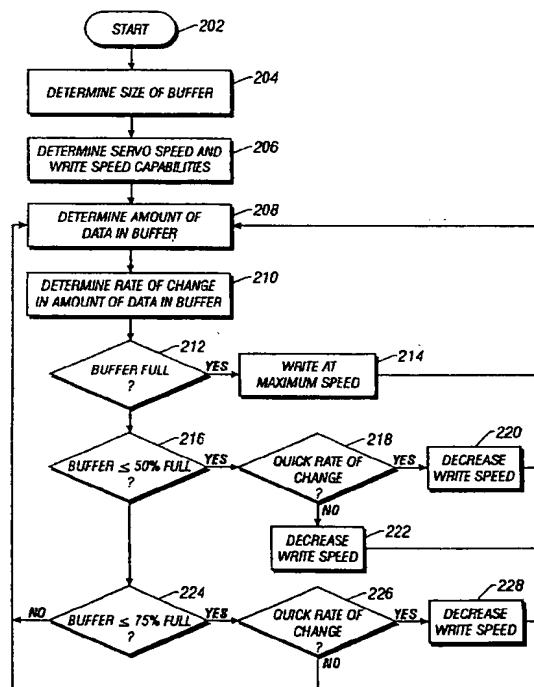 START
202
DETERMINE SIZE OF BUFFER
204
DETERMINE SERVO SPEED AND
WRITE SPEED CAPABILITIES
206
DETERMINE AMOUNT OF
DATA IN BUFFER
208
DETERMINE RATE OF CHANGE
IN AMOUNT OF DATA IN BUFFER
210
BUFFER FULL
?
212
YES
WRITE AT
MAXIMUM SPEED
214
BUFFER ≤ 50% FULL
?
216
YES
QUICK RATE OF
CHANGE
?
218
YES
DECREASE
WRITE SPEED
220
NO
DECREASE
WRITE SPEED
222
NO
BUFFER ≤ 75% FULL
?
224
YES
QUICK RATE OF
CHANGE
?
226
YES
DECREASE
WRITE SPEED
228
NO